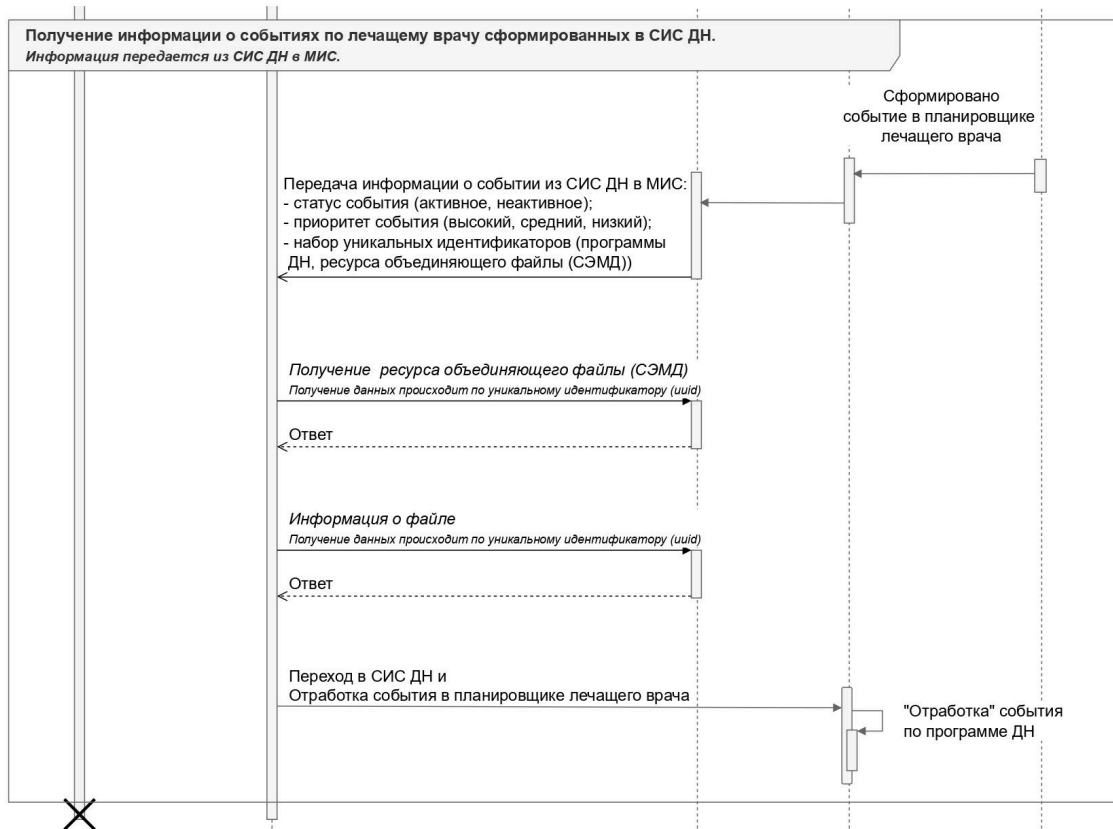 Получение информации о событиях по лечащему врачу сформированных в СИС ДН.
Информация передается из СИС ДН в МИС.
Сформировано
событие в планировщике
лечащего врача
Передача информации о событии из СИС ДН в МИС:
- статус события (активное, неактивное);
- приоритет события (высокий, средний, низкий);
- набор уникальных идентификаторов (программы
ДН, ресурса объединяющего файлы (СЭМД))
Получение ресурса объединяющего файлы (СЭМД)
Получение данных происходит по уникальному идентификатору (uuid)
Ответ
Информация о файле
Получение данных происходит по уникальному идентификатору (uuid)
Ответ
Переход в СИС ДН и
Отработка события в планировщике лечащего врача
"Отработка" события
по программе ДН